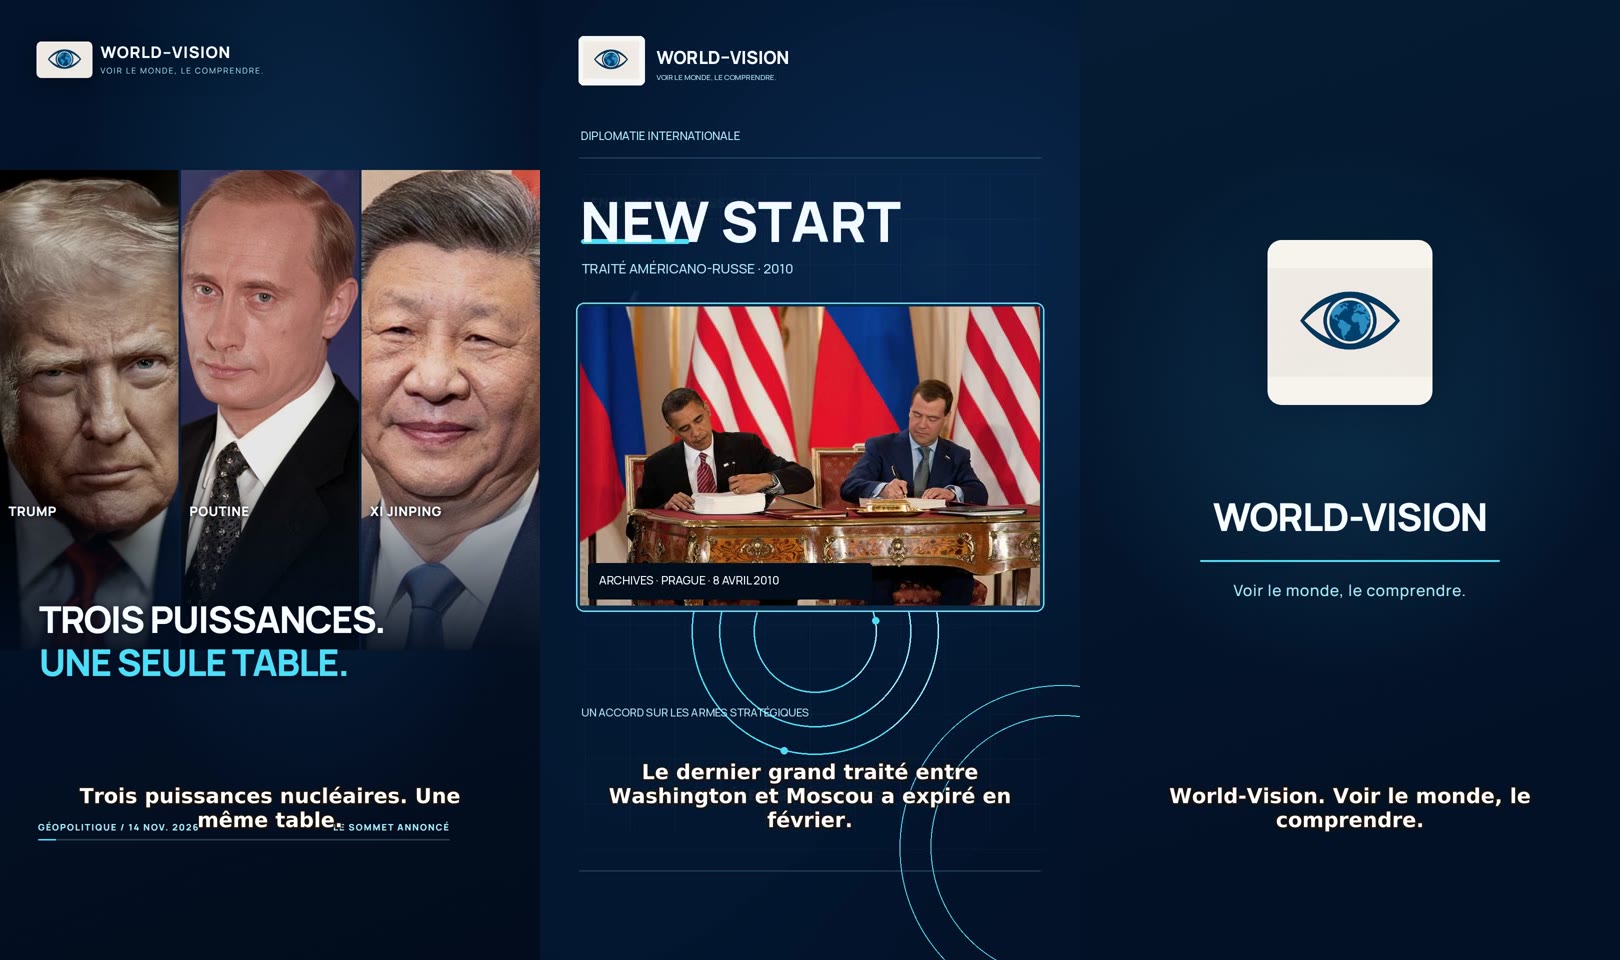 WORLD-VISION
VOIR LE MONDE, LE COMPRENDRE.
TRUMP
POUTINE
XI JINPING
TROIS PUISSANCES.
UNE SEULE TABLE.
Trois puissances nucléaires. Une
même table.
GÉOPOLITIQUE / 14 NOV. 2026
LE SOMMET ANNONCÉ
WORLD-VISION
VOIR LE MONDE, LE COMPRENDRE.
DIPLOMATIE INTERNATIONALE
NEW START
TRAITÉ AMÉRICANO-RUSSE · 2010
ARCHIVES · PRAGUE · 8 AVRIL 2010
UN ACCORD SUR LES ARMES STRATÉGIQUES
Le dernier grand traité entre
Washington et Moscou a expiré en
février.
WORLD-VISION
Voir le monde, le comprendre.
World-Vision. Voir le monde, le
comprendre.